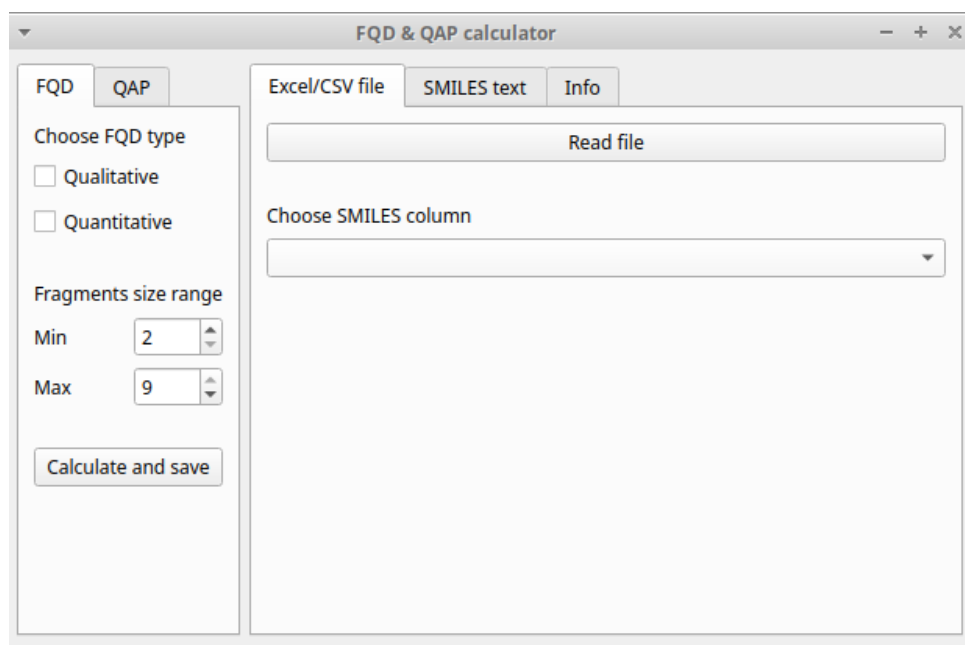 FQD & QAP calculator
FQD QAP
Choose FQD type
Qualitative
Quantitative
Fragments size range
Min 2
Max 9
Calculate and save
Excel/CSV file SMILES text Info
Read file
Choose SMILES column